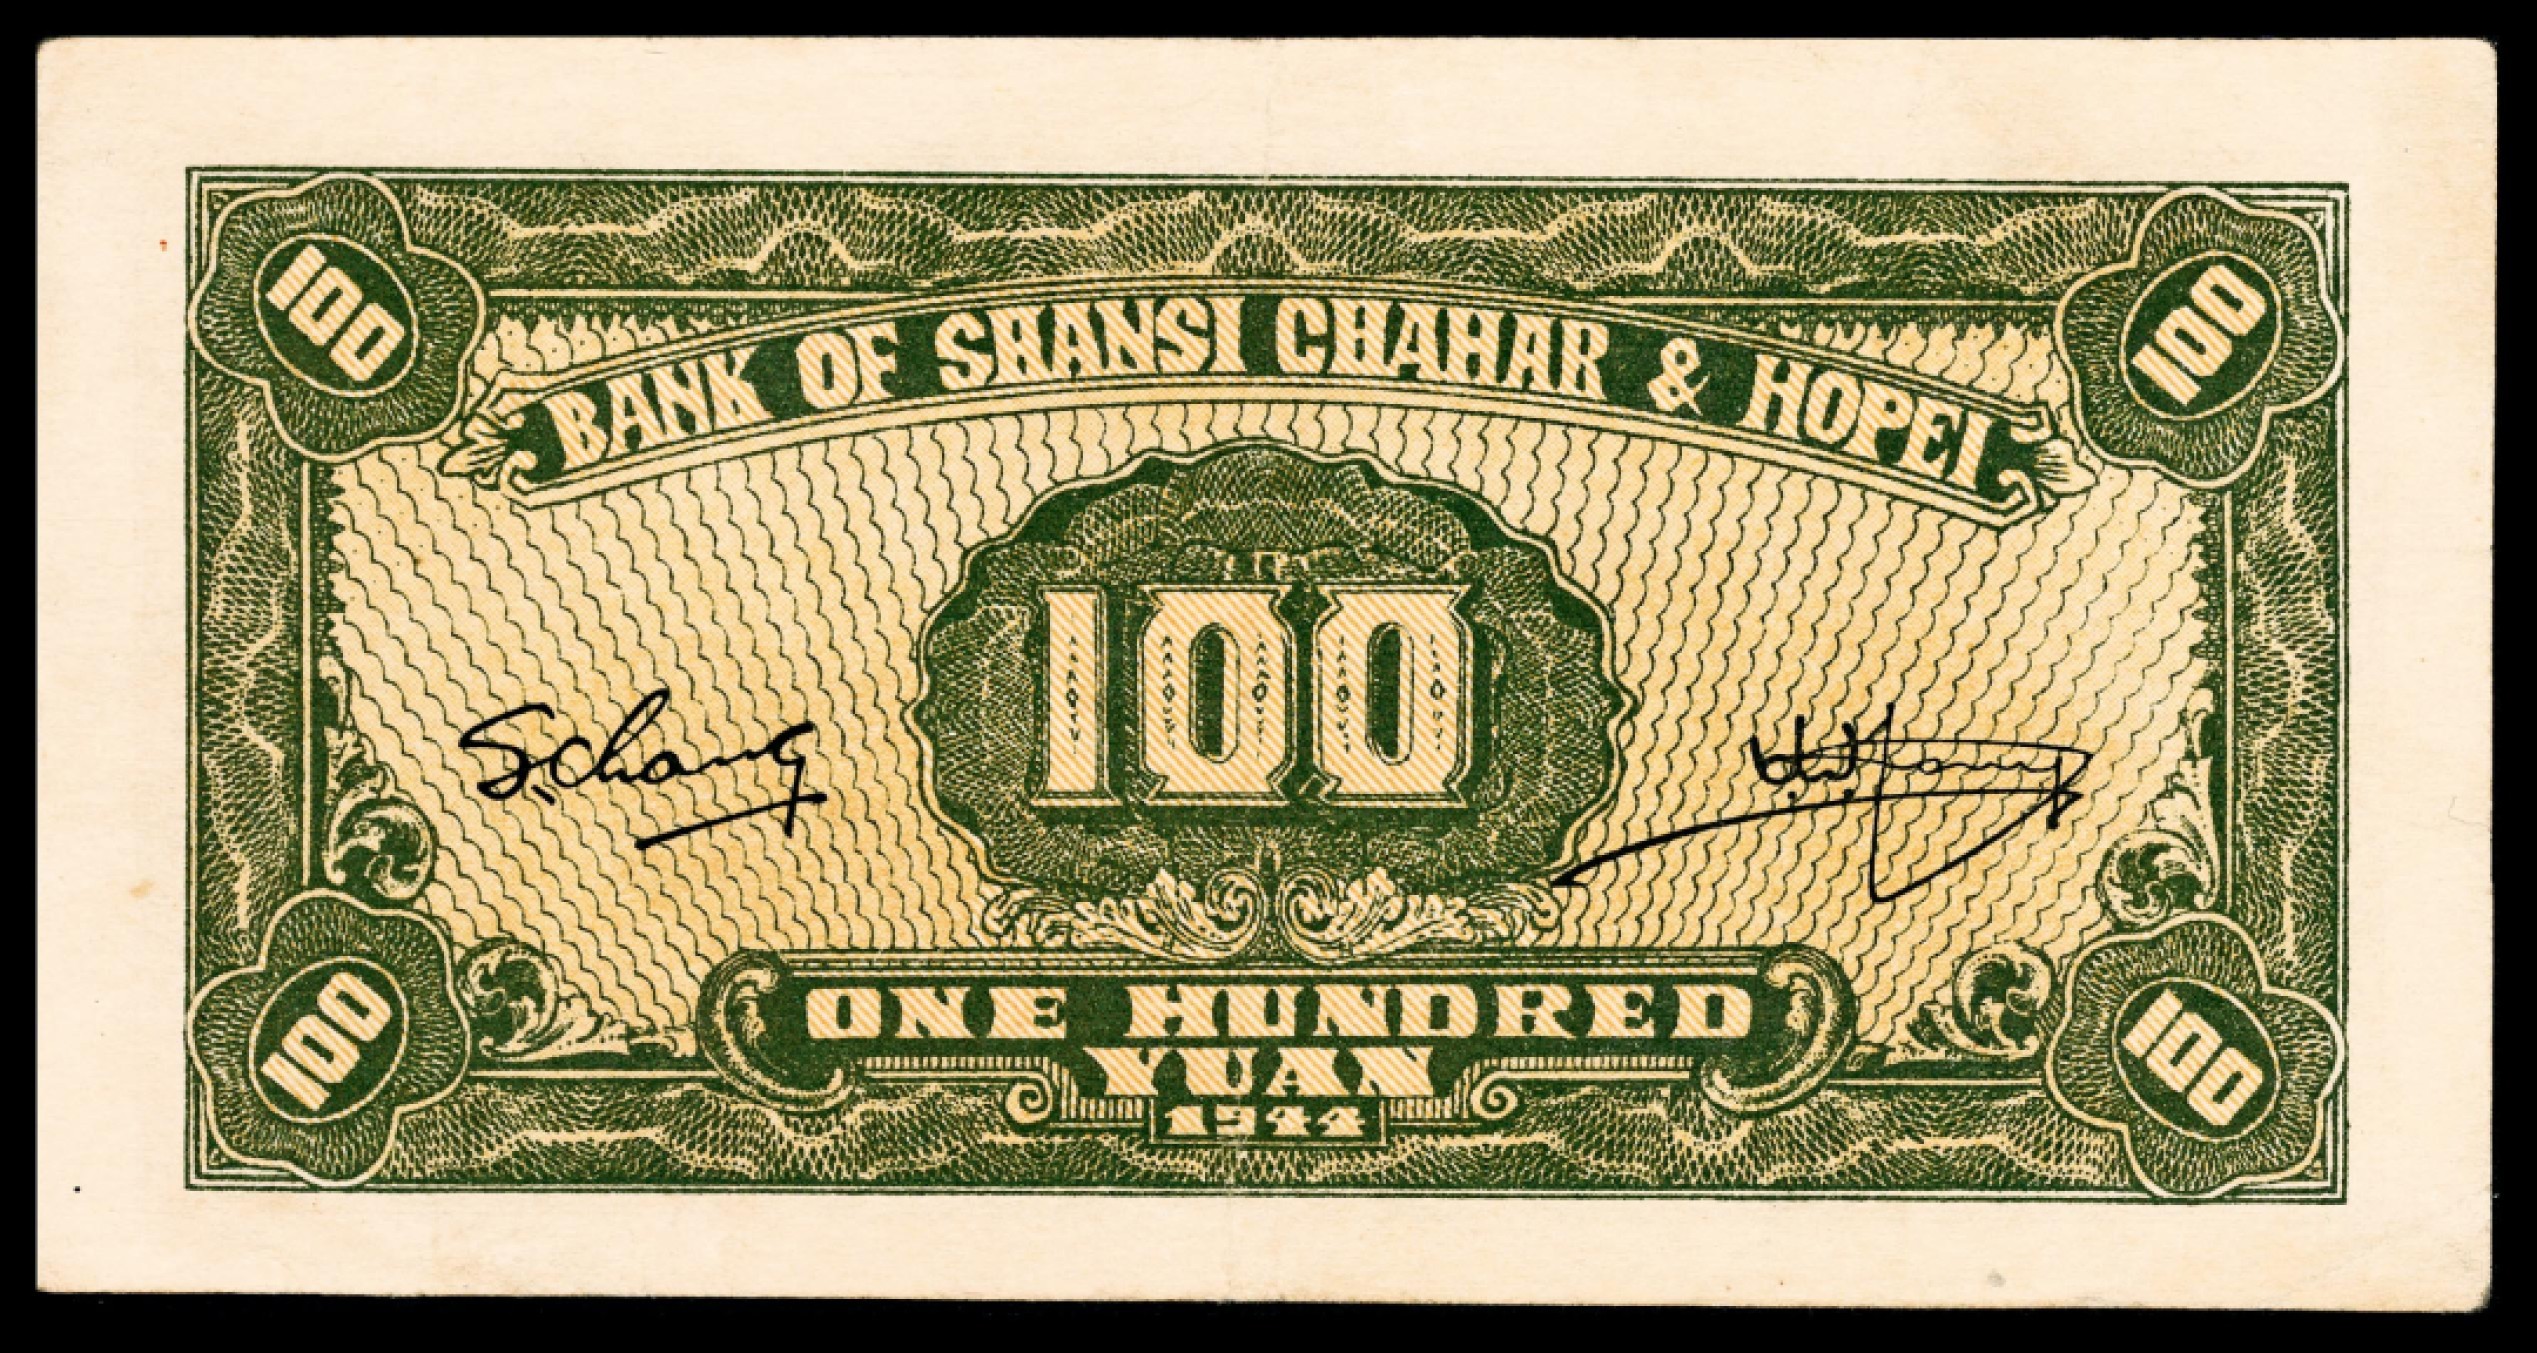 100 100
BANK OF SHANSI CHAHAR & HOPEI
100
S. Chang
100 100
ONE HUNDRED
YUAN
1944